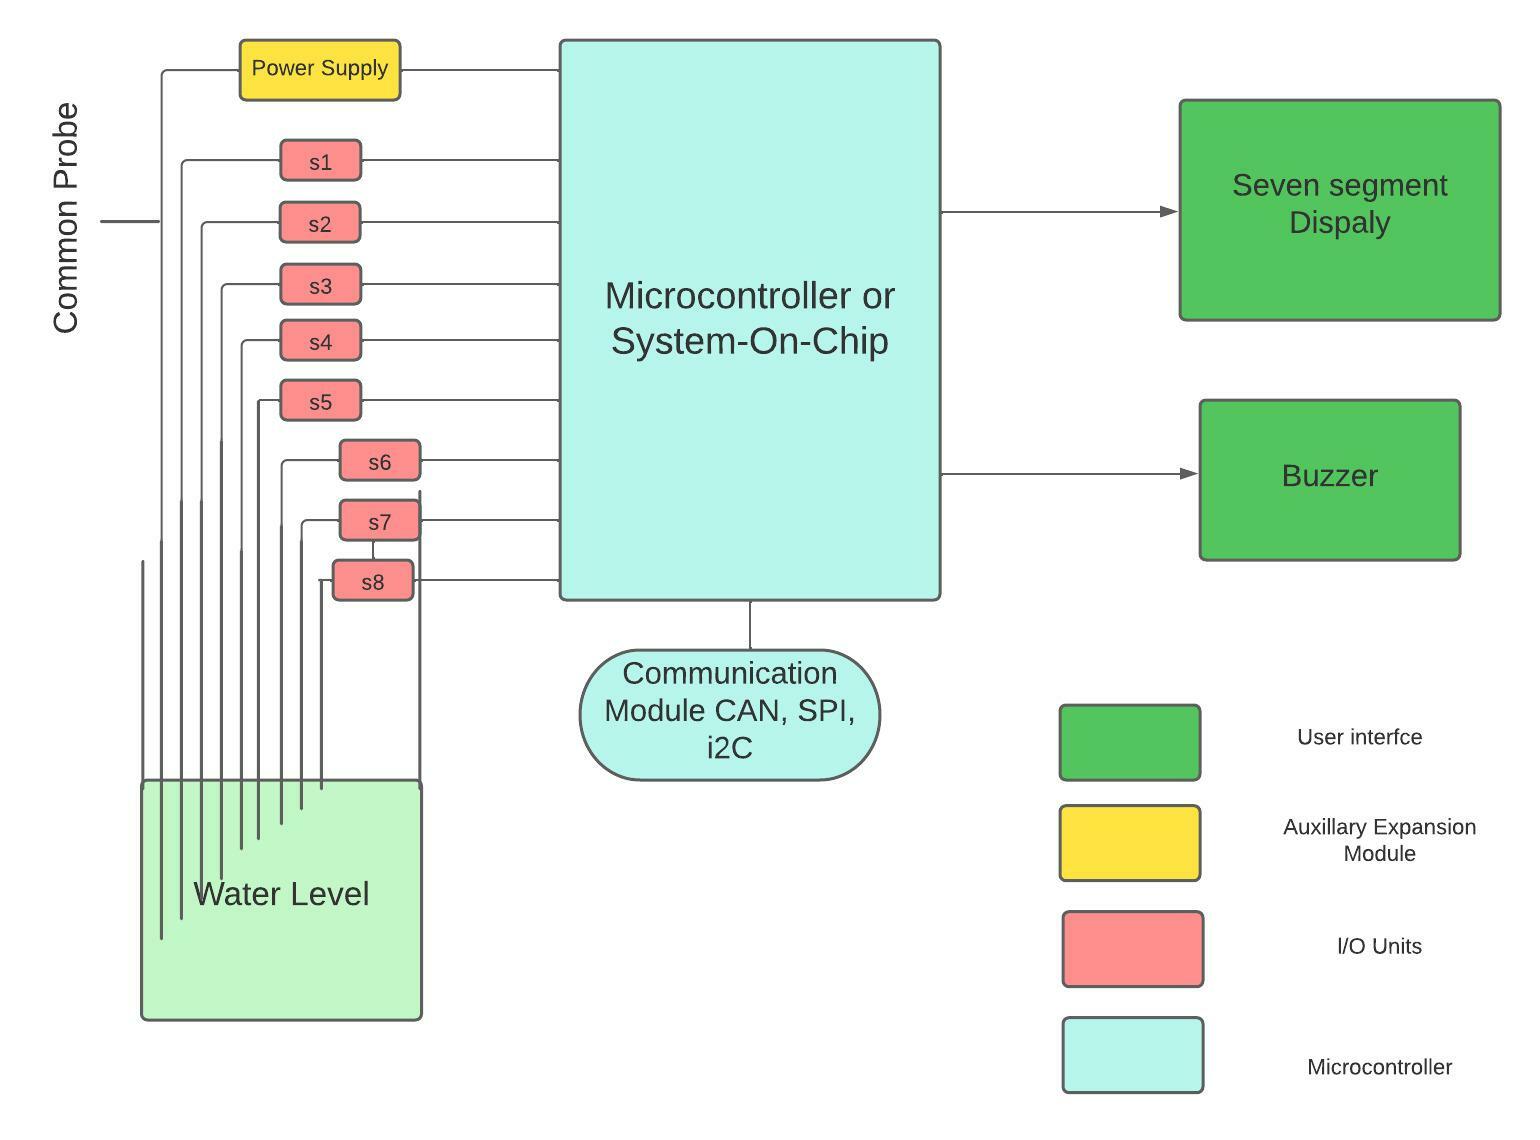 Power Supply
Common Probe
s1
s2
s3
s4
s5
s6
s7
s8
Microcontroller or
System-On-Chip
Seven segment
Dispaly
Buzzer
Communication
Module CAN, SPI,
i2C
Water Level
User interfce
Auxillary Expansion
Module
I/O Units
Microcontroller